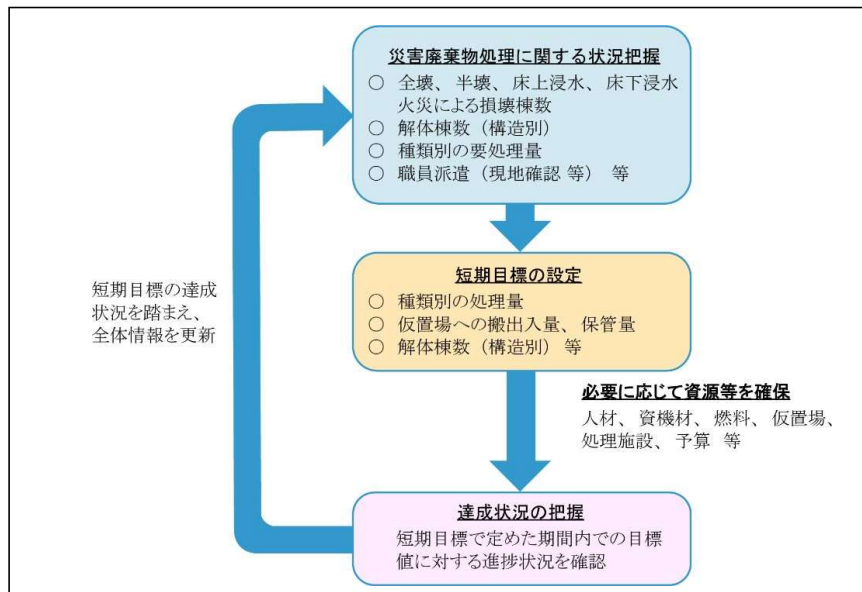 災害廃棄物処理に関する状況把握
○ 全壊、半壊、床上浸水、床下浸水
火災による損壊棟数
○ 解体棟数（構造別）
○ 種類別の要処理量
○ 職員派遣（現地確認 等） 等
短期目標の設定
○ 種類別の処理量
○ 仮置場への搬出入量、保管量
○ 解体棟数（構造別）等
短期目標の達成
状況を踏まえ、
全体情報を更新
必要に応じて資源等を確保
人材、資機材、燃料、仮置場、
処理施設、予算 等
達成状況の把握
短期目標で定めた期間内での目標
値に対する進捗状況を確認